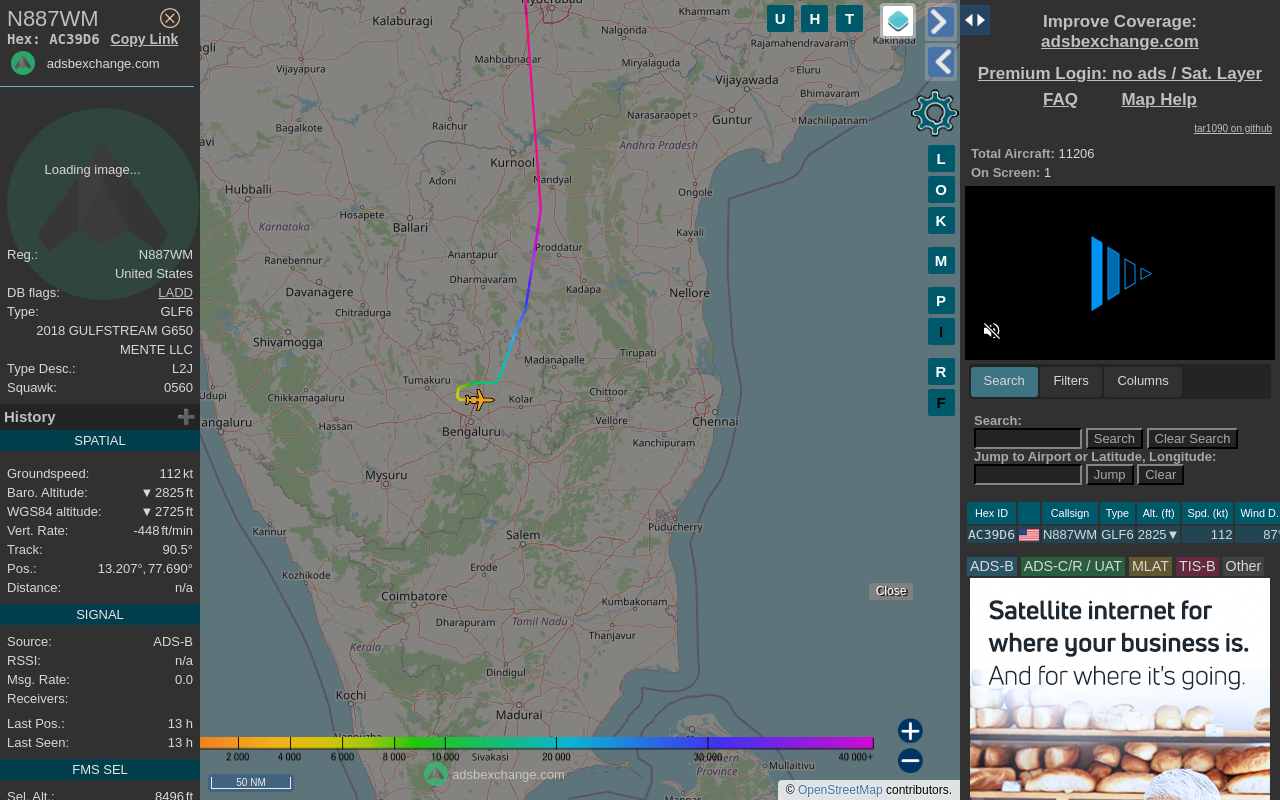 N887WM
Hex: AC39D6 Copy Link
adsbexchange.com
Loading image...
Reg.: N887WM
United States
DB flags: LADD
Type: GLF6
2018 GULFSTREAM G650
MENTE LLC
Type Desc.: L2J
Squawk: 0560
History
SPATIAL
Groundspeed: 112 kt
Baro. Altitude: ▼ 2825 ft
WGS84 altitude: ▼ 2725 ft
Vert. Rate: -448 ft/min
Track: 90.5°
Pos.: 13.207°, 77.690°
Distance: n/a
SIGNAL
Source: ADS-B
RSSI: n/a
Msg. Rate: 0.0
Receivers:
Last Pos.: 13 h
Last Seen: 13 h
FMS SEL
Sel. Alt.: 8496 ft
Hyderabad
Kalaburagi
Khammam
Nalgonda
Rajamahendravaram
Kakinada
Mahbubnagar
Miryalaguda
Vijayapura
Eluru
Vijayawada
Bhimavaram
Bagalkote
Raichur
Narasaraopet
Guntur
Machilipatnam
Andhra Pradesh
Kurnool
Adoni
Nandyal
Hubballi
Ongole
Hosapete
Ballari
Karnataka
Kavali
Proddatur
Anantapur
Ranebennur
Dharmavaram
Kadapa
Nellore
Davanagere
Chitradurga
Shivamogga
Tirupati
Madanapalle
Tumakuru
Chittoor
Udupi
Chikkamagaluru
Kolar
Chennai
Vellore
angaluru
Hassan
Bengaluru
Kanchipuram
Mysuru
Kannur
Puducherry
Salem
Kozhikode
Erode
Coimbatore
Kumbakonam
Dharapuram
Tamil Nadu
Thanjavur
Kerala
Dindigul
Kochi
Madurai
Alappuzha
Sivakasi
Northern
Province
Mullaitivu
Mannar
2 000 4 000 6 000 8 000 10 000 20 000 30 000 40 000+
adsbexchange.com
50 NM
© OpenStreetMap contributors.
U H T
L
O
K
M
P
I
R
F
Close
Improve Coverage:
adsbexchange.com
Premium Login: no ads / Sat. Layer
FAQ Map Help
tar1090 on github
Total Aircraft: 11206
On Screen: 1
Search Filters Columns
Search:
Search Clear Search
Jump to Airport or Latitude, Longitude:
Jump Clear
Hex ID Callsign Type Alt. (ft) Spd. (kt) Wind D.
AC39D6 N887WM GLF6 2825▼ 112 87°
ADS-B ADS-C/R / UAT MLAT TIS-B Other
Satellite internet for
where your business is.
And for where it's going.